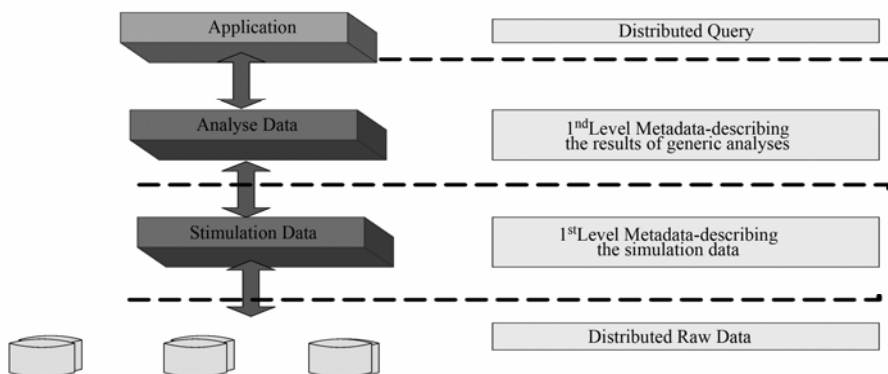 Application
Distributed Query
Analyse Data
1ndLevel Metadata-describing
the results of generic analyses
Stimulation Data
1stLevel Metadata-describing
the simulation data
Distributed Raw Data